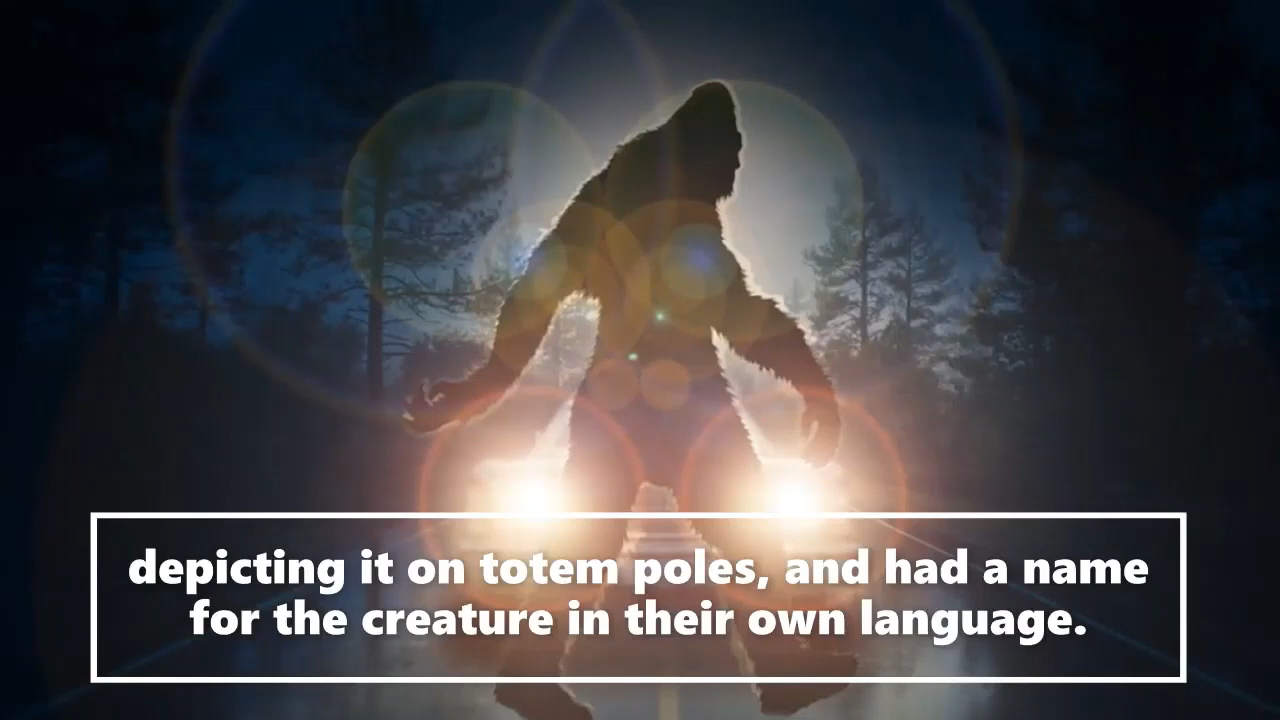 depicting it on totem poles, and had a name
for the creature in their own language.